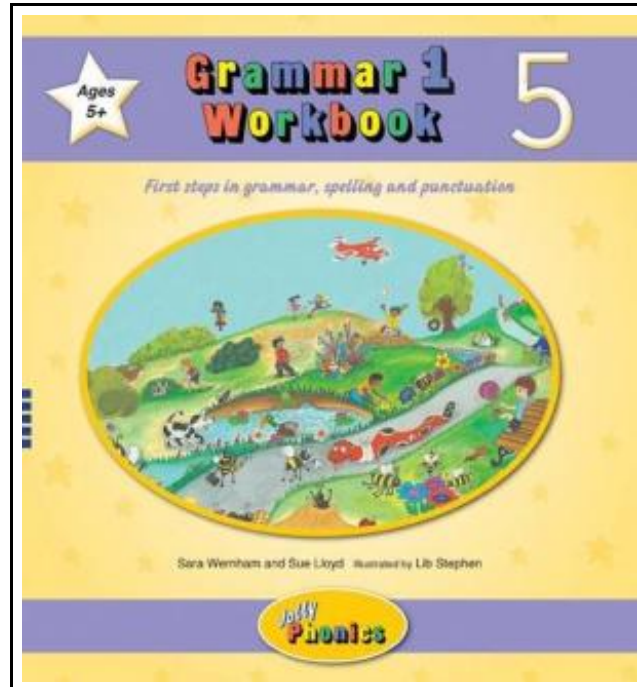 Ages
5+
Grammar 1
Workbook
5
First steps in grammar, spelling and punctuation
Sara Wernham and Sue Lloyd Illustrated by Lib Stephen
Jolly
Phonics